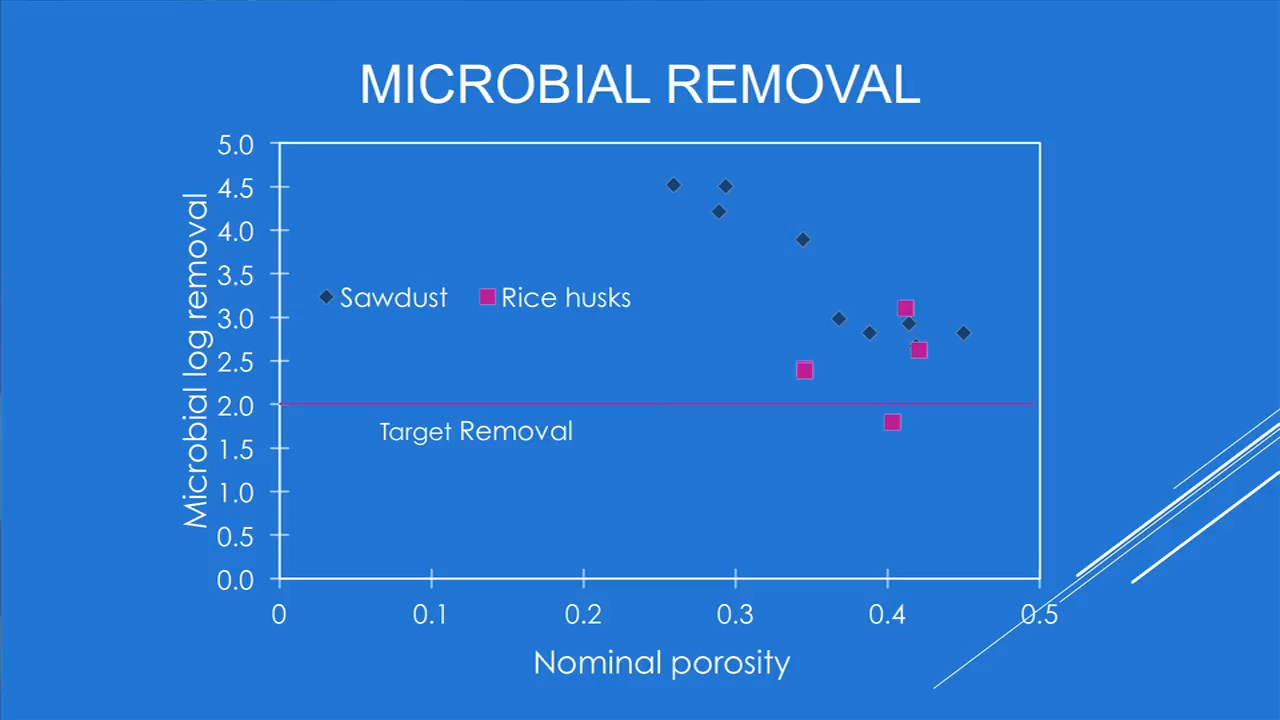 MICROBIAL REMOVAL
Microbial log removal
5.0
4.5
4.0
3.5
3.0
2.5
2.0
1.5
1.0
0.5
0.0
Sawdust Rice husks
Target Removal
0 0.1 0.2 0.3 0.4 0.5
Nominal porosity